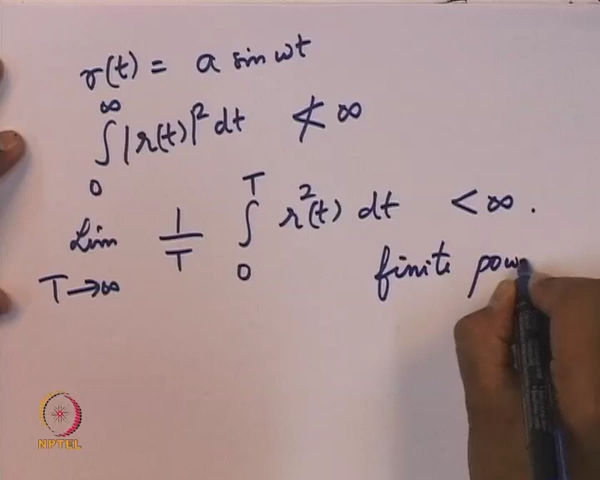 r(t) = a sin ωt
∫₀^∞ |r(t)|² dt ≮ ∞
Lim T→∞ 1/T ∫₀^T r²(t) dt < ∞.
finite pow
NPTEL